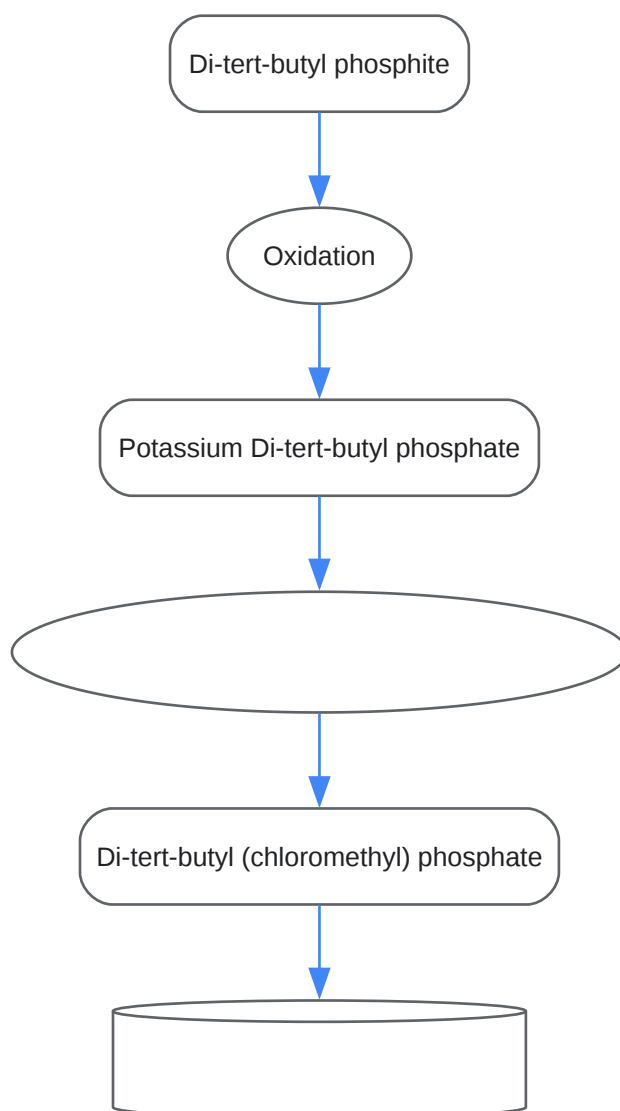 Di-tert-butyl phosphite
Oxidation
Potassium Di-tert-butyl phosphate
Di-tert-butyl (chloromethyl) phosphate